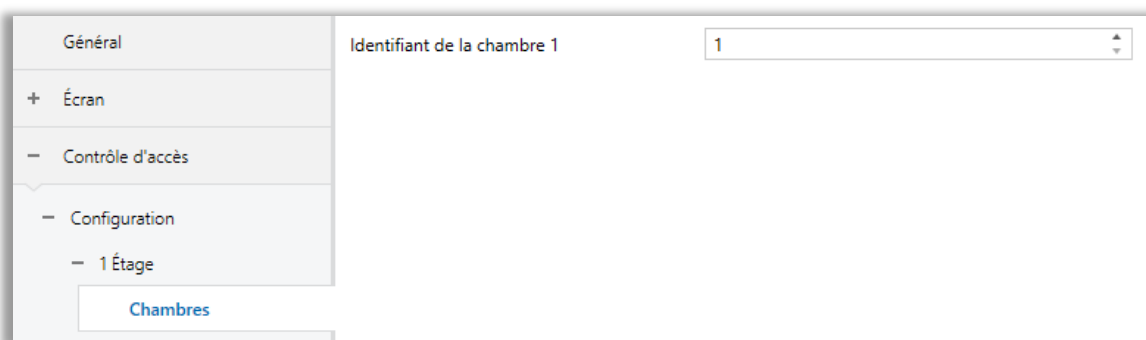 Général
Identifiant de la chambre 1
1
+ Écran
− Contrôle d'accès
− Configuration
− 1 Étage
Chambres